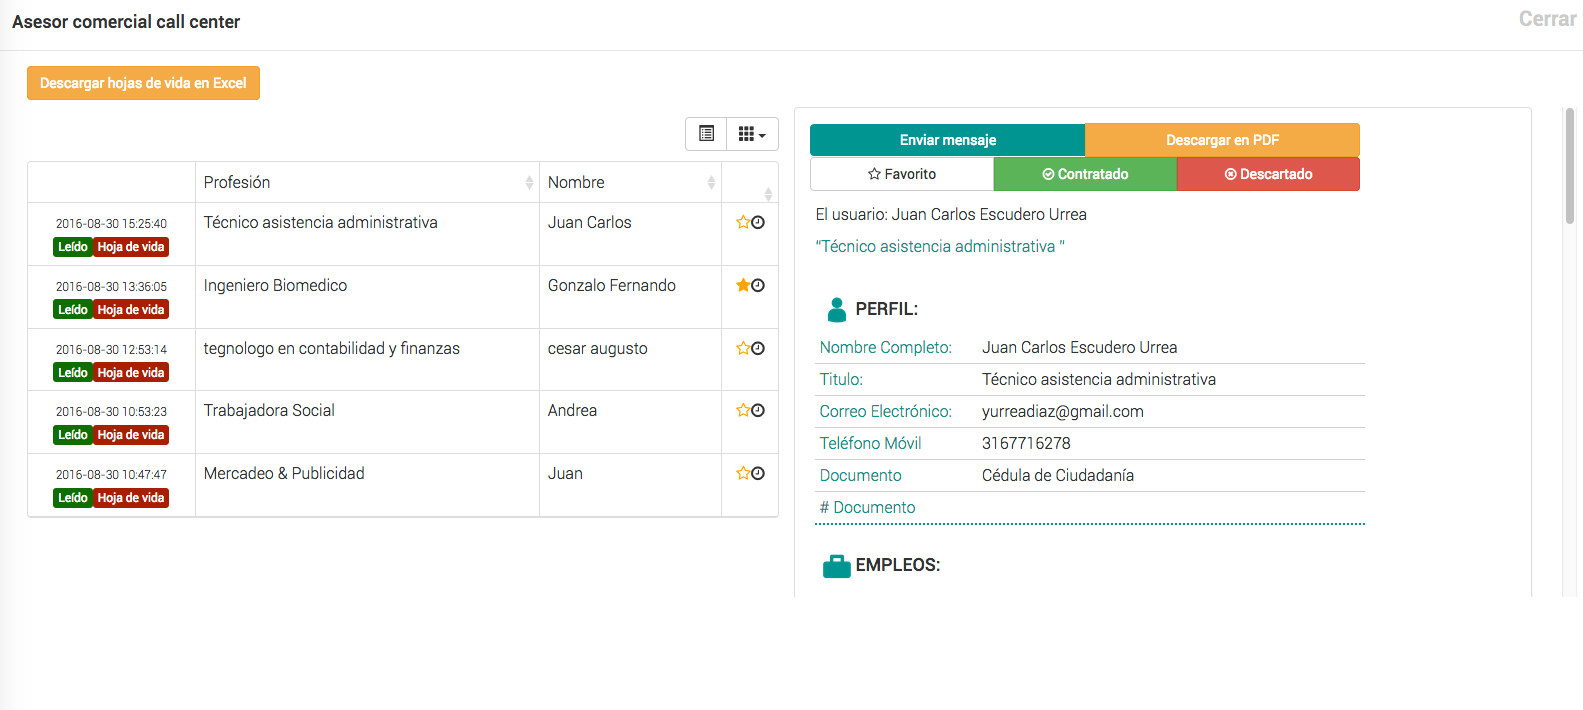 Asesor comercial call center
Cerrar
Descargar hojas de vida en Excel
Profesión Nombre
2016-08-30 15:25:40 Técnico asistencia administrativa Juan Carlos
Leído Hoja de vida
2016-08-30 13:36:05 Ingeniero Biomedico Gonzalo Fernando
Leído Hoja de vida
2016-08-30 12:53:14 tegnologo en contabilidad y finanzas cesar augusto
Leído Hoja de vida
2016-08-30 10:53:23 Trabajadora Social Andrea
Leído Hoja de vida
2016-08-30 10:47:47 Mercadeo & Publicidad Juan
Leído Hoja de vida
Enviar mensaje Descargar en PDF
Favorito Contratado Descartado
El usuario: Juan Carlos Escudero Urrea
"Técnico asistencia administrativa "
PERFIL:
Nombre Completo: Juan Carlos Escudero Urrea
Titulo: Técnico asistencia administrativa
Correo Electrónico: yurreadiaz@gmail.com
Teléfono Móvil 3167716278
Documento Cédula de Ciudadanía
# Documento
EMPLEOS: